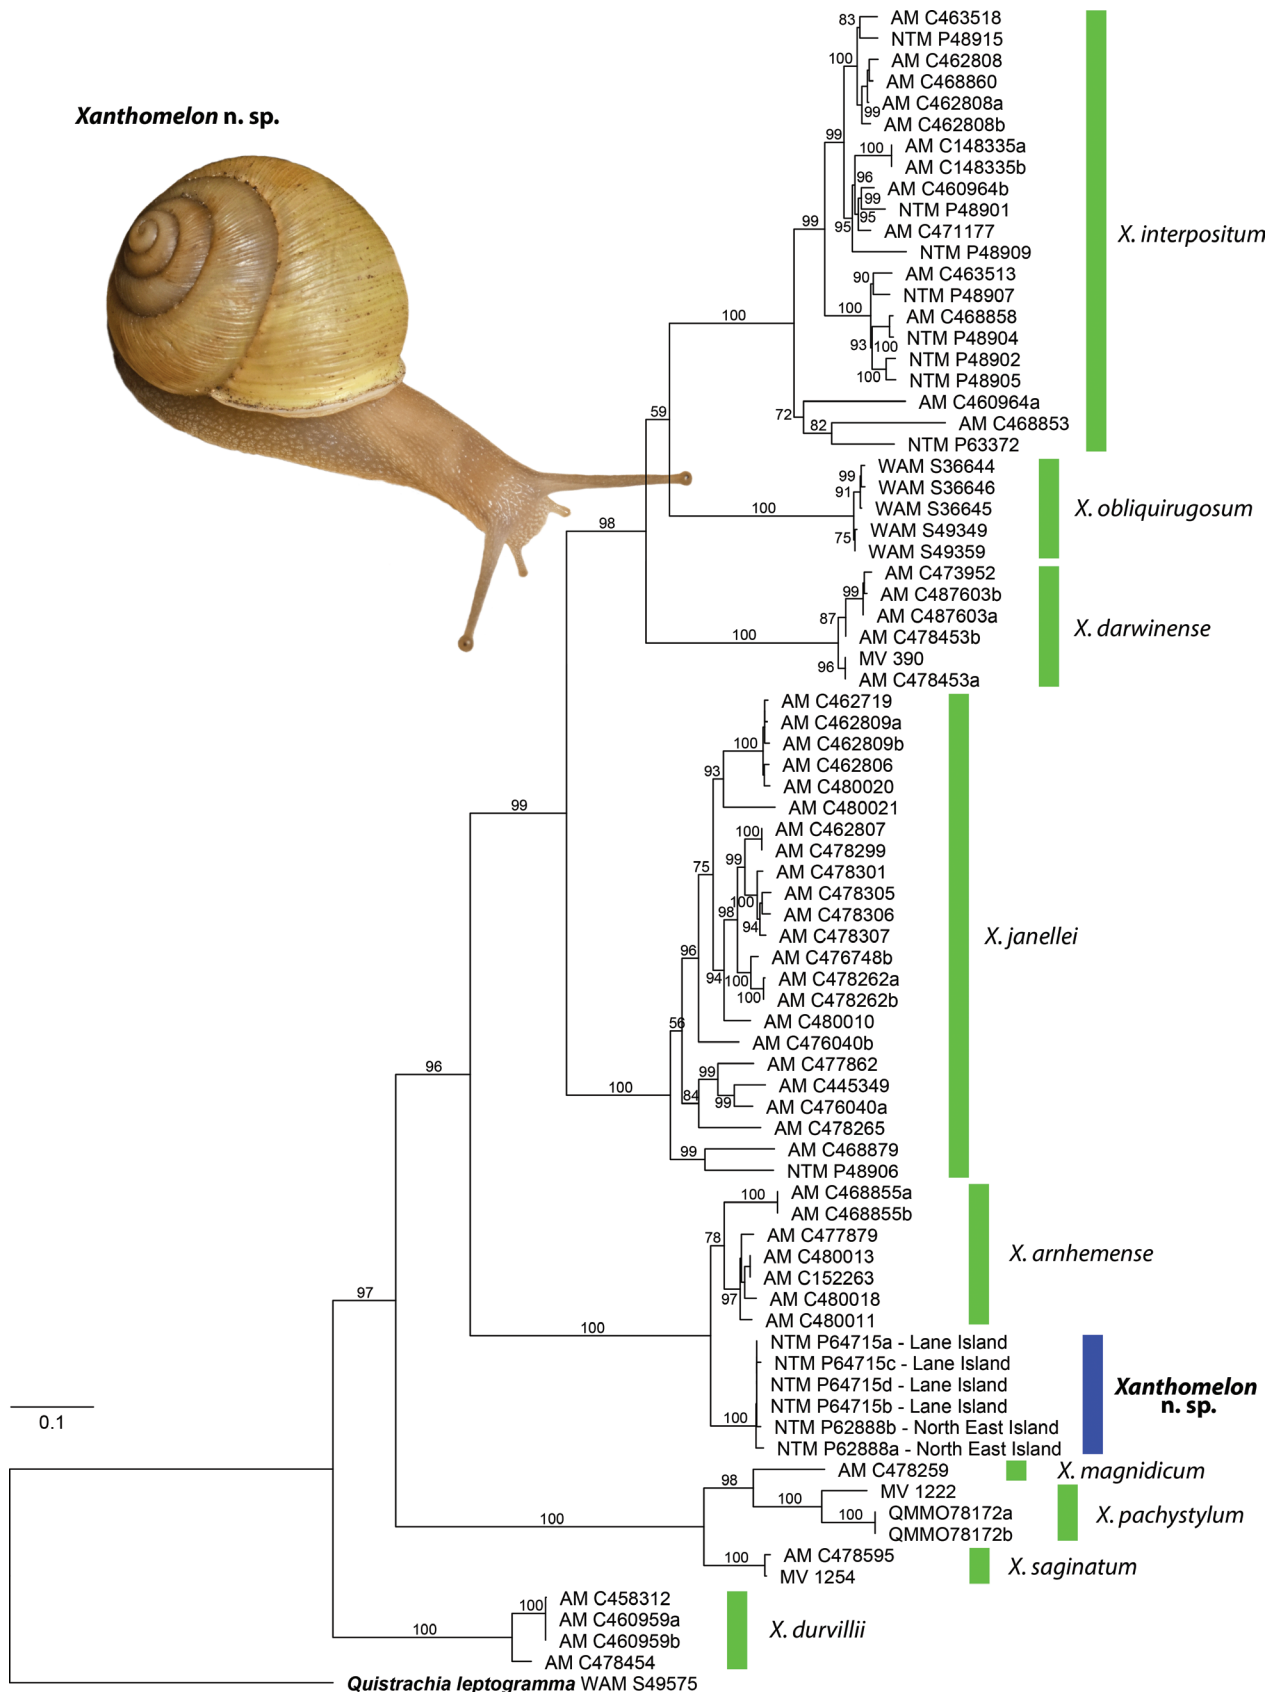 Xanthomelon n. sp.
83
AM C463518
NTM P48915
100
AM C462808
AM C468860
AM C462808a
99
AM C462808b
99
100
AM C148335a
AM C148335b
96
AM C460964b
99
NTM P48901
95
95
AM C471177
99
NTM P48909
X. interpositum
90
AM C463513
NTM P48907
100
AM C468858
NTM P48904
93
100
NTM P48902
100
NTM P48905
100
AM C460964a
72
82
AM C468853
NTM P63372
59
99
WAM S36644
91
WAM S36646
WAM S36645
100
X. obliquirugosum
75
WAM S49349
WAM S49359
98
AM C473952
99
AM C487603b
87
AM C487603a
100
AM C478453b
X. darwinense
96
MV 390
AM C478453a
AM C462719
AM C462809a
100
AM C462809b
93
AM C462806
AM C480020
99
AM C480021
100
AM C462807
AM C478299
75
99
AM C478301
100
AM C478305
98
AM C478306
94
AM C478307
X. janellei
96
AM C476748b
94
100
AM C478262a
100
AM C478262b
56
AM C480010
AM C476040b
99
AM C477862
96
100
84
AM C445349
99
AM C476040a
AM C478265
99
AM C468879
NTM P48906
100
AM C468855a
AM C468855b
78
AM C477879
AM C480013
X. arnhemense
AM C152263
97
97
AM C480018
AM C480011
100
NTM P64715a - Lane Island
NTM P64715c - Lane Island
NTM P64715d - Lane Island
NTM P64715b - Lane Island
100
NTM P62888b - North East Island
NTM P62888a - North East Island
Xanthomelon
n. sp.
0.1
AM C478259
X. magnidicum
98
100
MV 1222
100
QMMO78172a
QMMO78172b
X. pachystylum
100
100
AM C478595
MV 1254
X. saginatum
100
AM C458312
AM C460959a
100
AM C460959b
AM C478454
X. durvillii
Quistrachia leptogramma WAM S49575